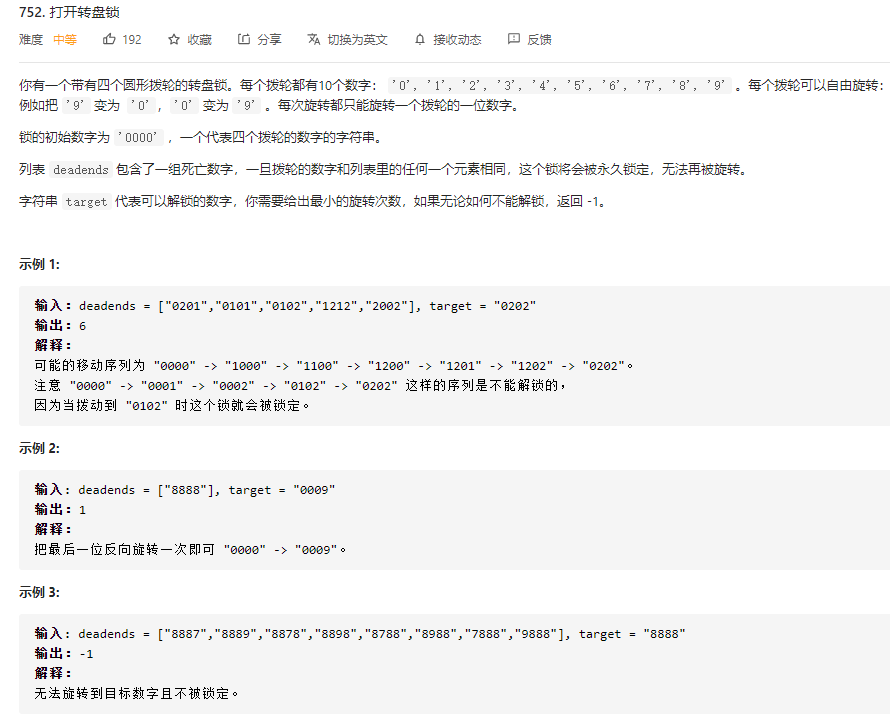 752. 打开转盘锁
难度 中等 192 收藏 分享 切换为英文 接收动态 反馈
你有一个带有四个圆形拨轮的转盘锁。每个拨轮都有10个数字： '0', '1', '2', '3', '4', '5', '6', '7', '8', '9' 。每个拨轮可以自由旋转：
例如把 '9' 变为 '0'，'0' 变为 '9' 。每次旋转都只能旋转一个拨轮的一位数字。
锁的初始数字为 '0000' ，一个代表四个拨轮的数字的字符串。
列表 deadends 包含了一组死亡数字，一旦拨轮的数字和列表里的任何一个元素相同，这个锁将会被永久锁定，无法再被旋转。
字符串 target 代表可以解锁的数字，你需要给出最小的旋转次数，如果无论如何不能解锁，返回 -1。
示例 1:
输入：deadends = ["0201","0101","0102","1212","2002"], target = "0202"
输出：6
解释：
可能的移动序列为 "0000" -> "1000" -> "1100" -> "1200" -> "1201" -> "1202" -> "0202"。
注意 "0000" -> "0001" -> "0002" -> "0102" -> "0202" 这样的序列是不能解锁的，
因为当拨动到 "0102" 时这个锁就会被锁定。
示例 2:
输入: deadends = ["8888"], target = "0009"
输出：1
解释：
把最后一位反向旋转一次即可 "0000" -> "0009"。
示例 3:
输入: deadends = ["8887","8889","8878","8898","8788","8988","7888","9888"], target = "8888"
输出：-1
解释：
无法旋转到目标数字且不被锁定。